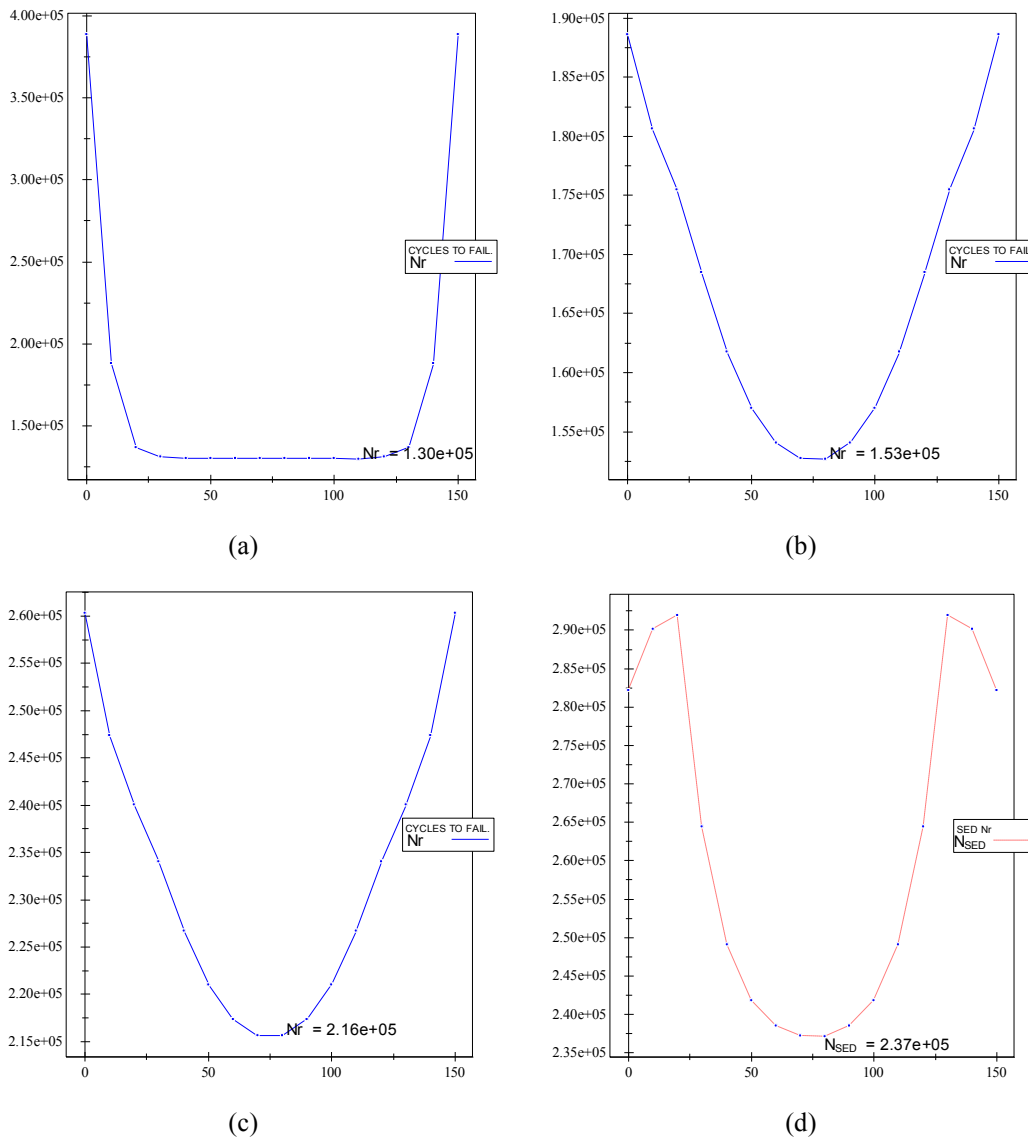 4.00e+05
3.50e+05
3.00e+05
2.50e+05
2.00e+05
1.50e+05
CYCLES TO FAIL.
Nr
Nr = 1.30e+05
0 50 100 150
(a)
1.90e+05
1.85e+05
1.80e+05
1.75e+05
1.70e+05
1.65e+05
1.60e+05
1.55e+05
CYCLES TO FAIL
Nr
Nr = 1.53e+05
0 50 100 150
(b)
2.60e+05
2.55e+05
2.50e+05
2.45e+05
2.40e+05
2.35e+05
2.30e+05
2.25e+05
2.20e+05
2.15e+05
CYCLES TO FAIL.
Nr
Nr = 2.16e+05
0 50 100 150
(c)
2.90e+05
2.85e+05
2.80e+05
2.75e+05
2.70e+05
2.65e+05
2.60e+05
2.55e+05
2.50e+05
2.45e+05
2.40e+05
2.35e+05
SED Nr
NSED
NSED = 2.37e+05
0 50 100 150
(d)